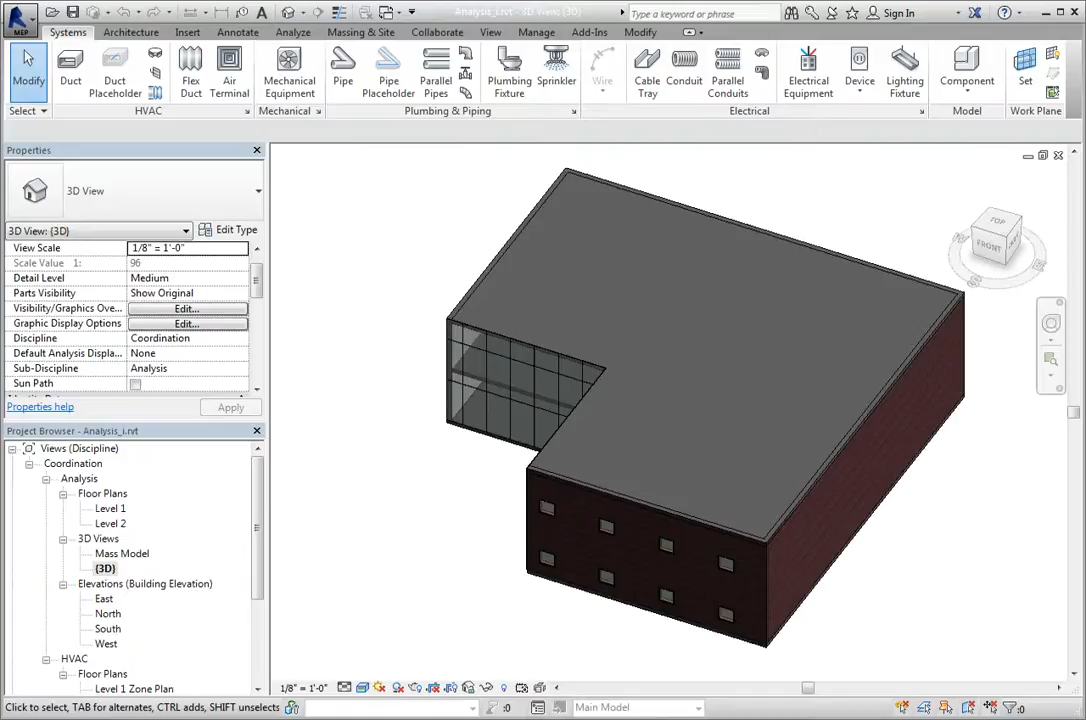 Analysis_i.rvt - 3D View: {3D}
Type a keyword or phrase
Sign In
MEP
Systems Architecture Insert Annotate Analyze Massing & Site Collaborate View Manage Add-Ins Modify
Modify
Duct
Duct Placeholder
Flex Duct
Air Terminal
Mechanical Equipment
Pipe
Pipe Placeholder
Parallel Pipes
Plumbing Fixture
Sprinkler
Wire
Cable Tray
Conduit
Parallel Conduits
Electrical Equipment
Device
Lighting Fixture
Component
Set
Select HVAC Mechanical Plumbing & Piping Electrical Model Work Plane
Properties
3D View
3D View: {3D} Edit Type
View Scale 1/8" = 1'-0"
Scale Value 1: 96
Detail Level Medium
Parts Visibility Show Original
Visibility/Graphics Ove... Edit...
Graphic Display Options Edit...
Discipline Coordination
Default Analysis Displa... None
Sub-Discipline Analysis
Sun Path
Properties help Apply
Project Browser - Analysis_i.rvt
Views (Discipline)
Coordination
Analysis
Floor Plans
Level 1
Level 2
3D Views
Mass Model
{3D}
Elevations (Building Elevation)
East
North
South
West
HVAC
Floor Plans
Level 1 Zone Plan
TOP
FRONT
1/8" = 1'-0"
Click to select, TAB for alternates, CTRL adds, SHIFT unselects
:0
Main Model
:0